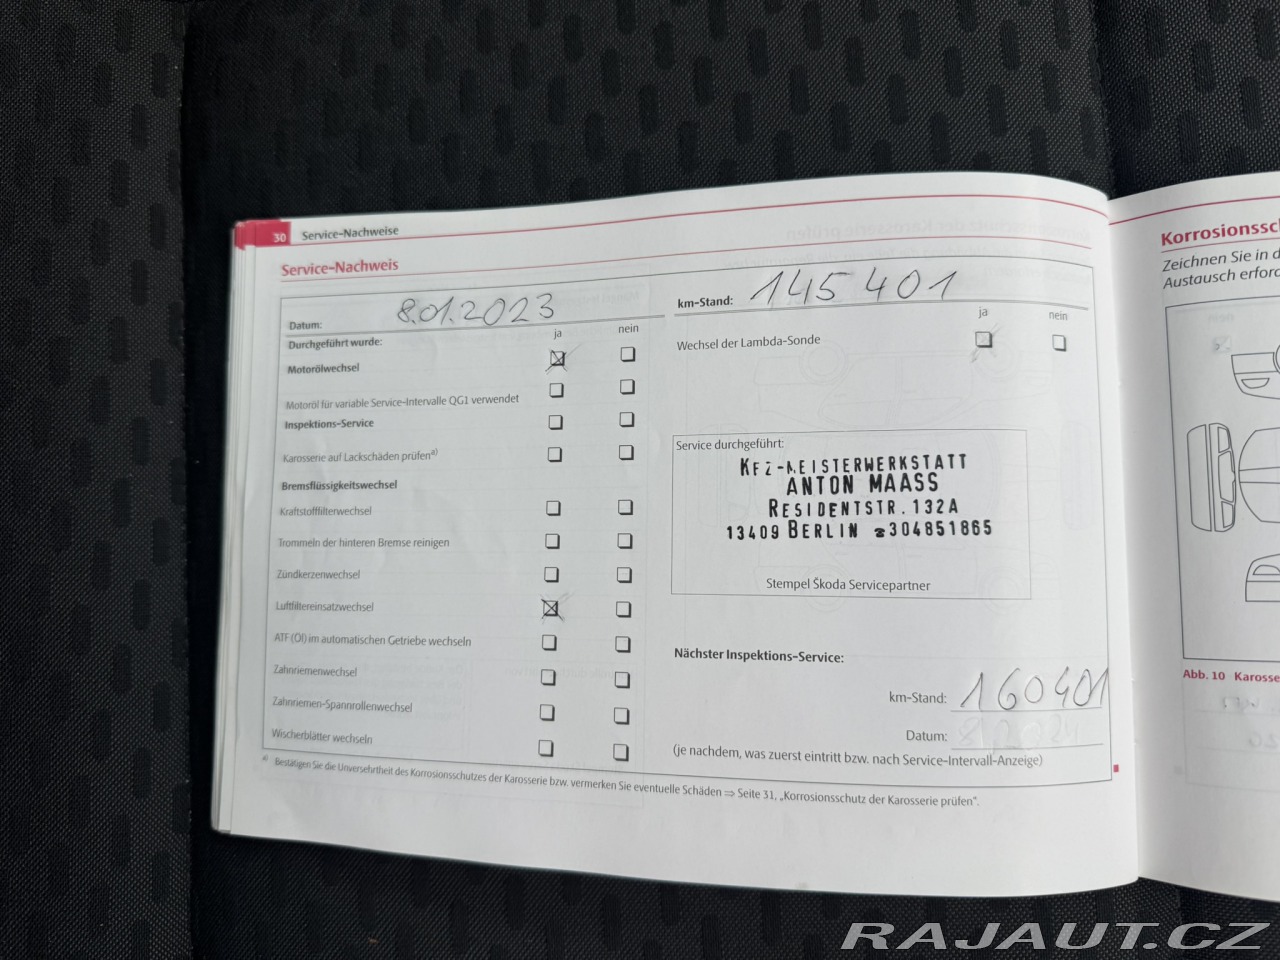 30 Service-Nachweise
Service-Nachweis
Datum: 8.01.2023
km-Stand: 145 401
Durchgeführt wurde: ja nein
ja nein
Motorölwechsel
Wechsel der Lambda-Sonde
Motoröl für variable Service-Intervalle QG1 verwendet
Inspektions-Service
Karosserie auf Lackschäden prüfen a)
Bremsflüssigkeitswechsel
Kraftstofffilterwechsel
Trommeln der hinteren Bremse reinigen
Zündkerzenwechsel
Luftfiltereinsatzwechsel
ATF (Öl) im automatischen Getriebe wechseln
Zahnriemenwechsel
Zahnriemen-Spannrollenwechsel
Wischerblätter wechseln
Service durchgeführt:
KFZ-MEISTERWERKSTATT
ANTON MAASS
RESIDENTSTR. 132A
13409 BERLIN ☎304851865
Stempel Škoda Servicepartner
Nächster Inspektions-Service:
km-Stand: 160401
Datum:
(je nachdem, was zuerst eintritt bzw. nach Service-Intervall-Anzeige)
a) Bestätigen Sie die Unversehrtheit des Korrosionsschutzes der Karosserie bzw. vermerken Sie eventuelle Schäden ⇒ Seite 31, „Korrosionsschutz der Karosserie prüfen“.
Korrosionssc
Zeichnen Sie in d
Austausch erford
Abb. 10 Karosse
RAJAUT.CZ